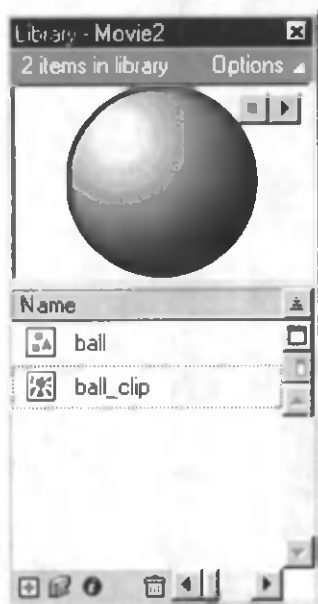 Library - Movie2
2 items in library Options
Name
ball
ball_clip